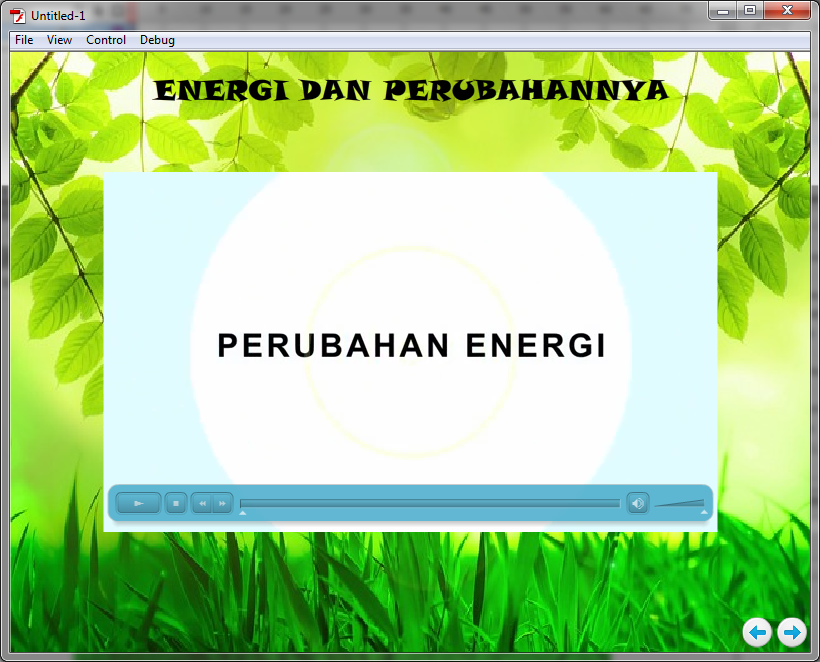 Untitled-1
File View Control Debug
ENERGI DAN PERUBAHANNYA
PERUBAHAN ENERGI